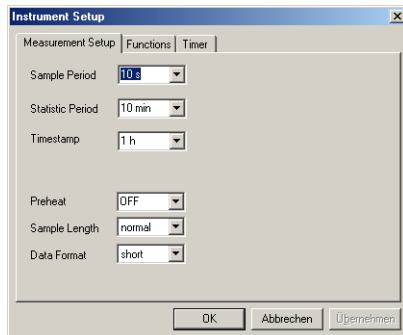 Instrument Setup
Measurement Setup Functions Timer
Sample Period 10 s
Statistic Period 10 min
Timestamp 1 h
Preheat OFF
Sample Length normal
Data Format short
OK Abbrechen Übernehmen